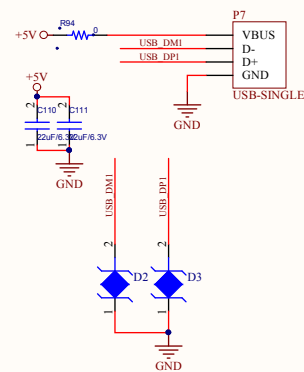 P7
R94
+5V
0
VBUS
USB_DM1
D-
USB_DP1
D+
GND
USB-SINGLE
+5V
GND
2
2
C110
C111
22uF/6.3V
22uF/6.3V
1
1
GND
USB_DM1
USB_DP1
2
2
D2
D3
1
1
GND